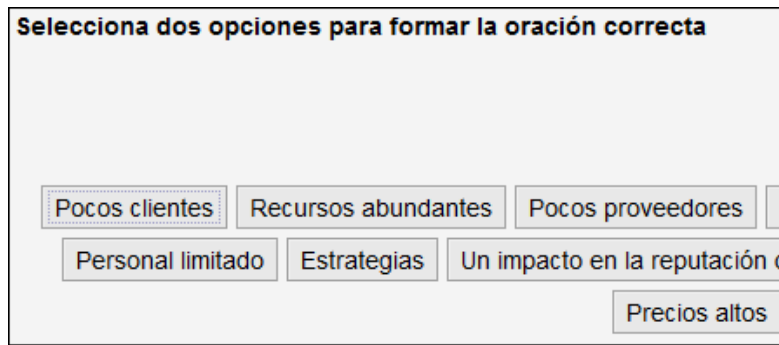 Selecciona dos opciones para formar la oración correcta
Pocos clientes Recursos abundantes Pocos proveedores
Personal limitado Estrategias Un impacto en la reputación
Precios altos